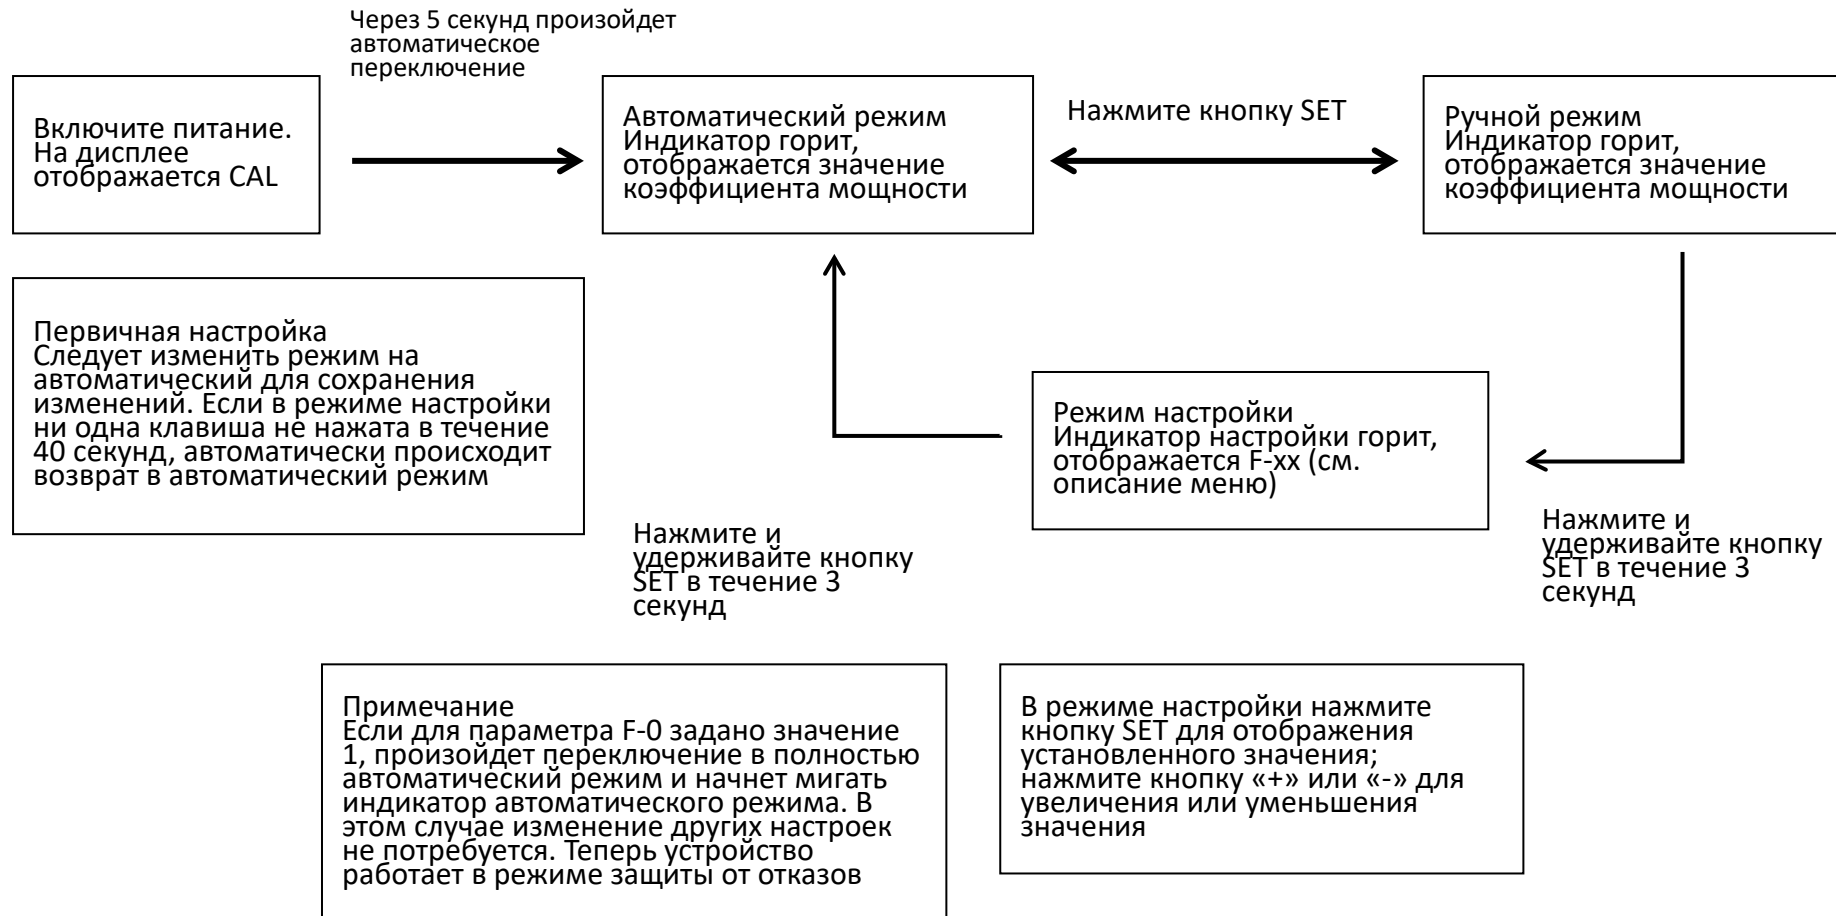 Через 5 секунд произойдет
автоматическое
переключение
Включите питание.
На дисплее
отображается CAL
Автоматический режим
Индикатор горит,
отображается значение
коэффициента мощности
Нажмите кнопку SET
Ручной режим
Индикатор горит,
отображается значение
коэффициента мощности
Первичная настройка
Следует изменить режим на
автоматический для сохранения
изменений. Если в режиме настройки
ни одна клавиша не нажата в течение
40 секунд, автоматически происходит
возврат в автоматический режим
Режим настройки
Индикатор настройки горит,
отображается F-xx (см.
описание меню)
Нажмите и
удерживайте кнопку
SET в течение 3
секунд
Нажмите и
удерживайте кнопку
SET в течение 3
секунд
Примечание
Если для параметра F-0 задано значение
1, произойдет переключение в полностью
автоматический режим и начнет мигать
индикатор автоматического режима. В
этом случае изменение других настроек
не потребуется. Теперь устройство
работает в режиме защиты от отказов
В режиме настройки нажмите
кнопку SET для отображения
установленного значения;
нажмите кнопку «+» или «-» для
увеличения или уменьшения
значения